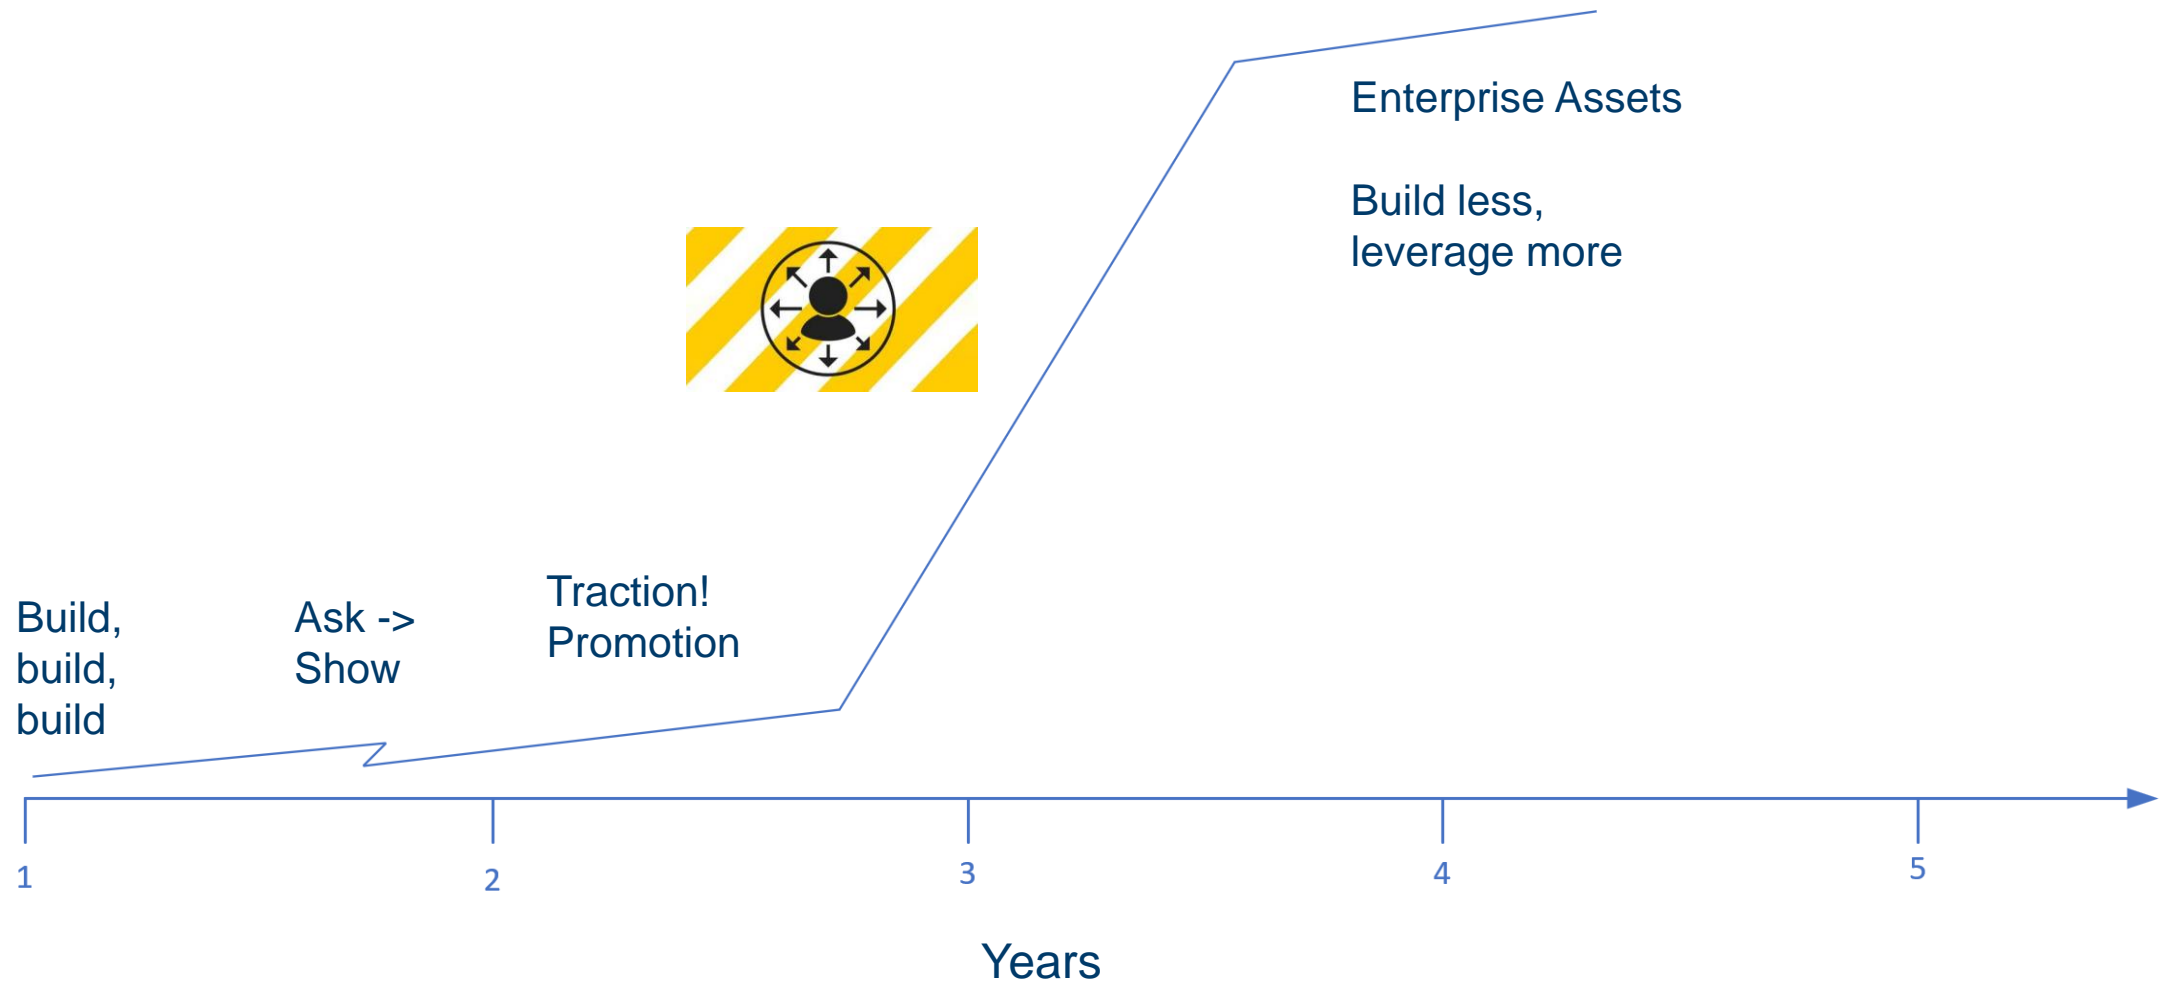 Enterprise Assets
Build less,
leverage more
Build,
build,
build
Ask ->
Show
Traction!
Promotion
1
2
3
4
5
Years